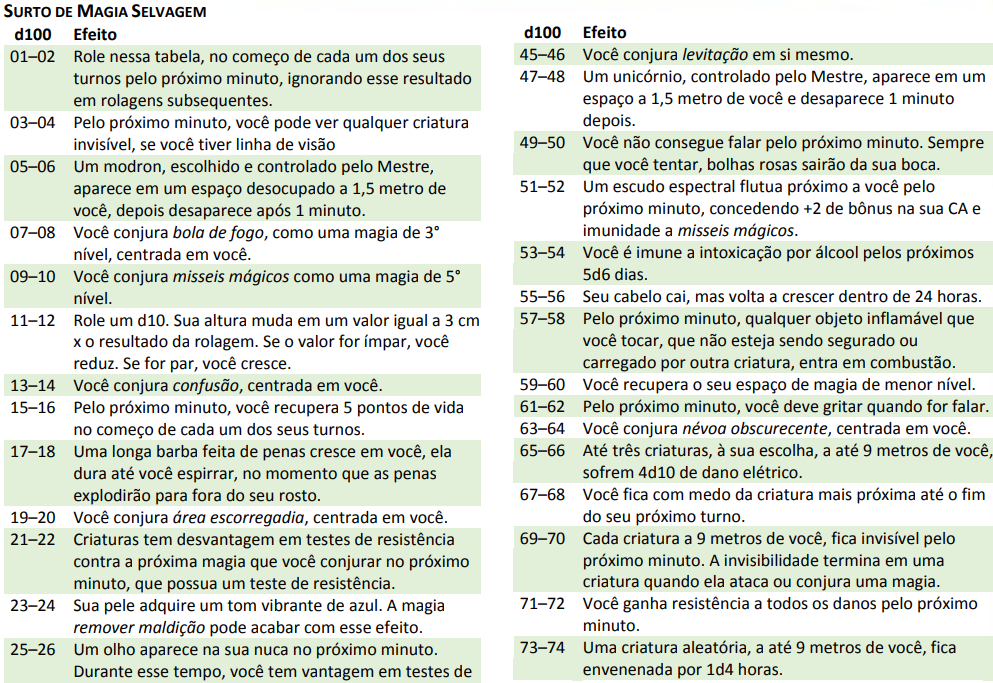 SURTO DE MAGIA SELVAGEM
d100 Efeito
01–02 Role nessa tabela, no começo de cada um dos seus
turnos pelo próximo minuto, ignorando esse resultado
em rolagens subsequentes.
03–04 Pelo próximo minuto, você pode ver qualquer criatura
invisível, se você tiver linha de visão
05–06 Um modron, escolhido e controlado pelo Mestre,
aparece em um espaço desocupado a 1,5 metro de
você, depois desaparece após 1 minuto.
07–08 Você conjura bola de fogo, como uma magia de 3°
nível, centrada em você.
09–10 Você conjura misseis mágicos como uma magia de 5°
nível.
11–12 Role um d10. Sua altura muda em um valor igual a 3 cm
x o resultado da rolagem. Se o valor for ímpar, você
reduz. Se for par, você cresce.
13–14 Você conjura confusão, centrada em você.
15–16 Pelo próximo minuto, você recupera 5 pontos de vida
no começo de cada um dos seus turnos.
17–18 Uma longa barba feita de penas cresce em você, ela
dura até você espirrar, no momento que as penas
explodirão para fora do seu rosto.
19–20 Você conjura área escorregadia, centrada em você.
21–22 Criaturas tem desvantagem em testes de resistência
contra a próxima magia que você conjurar no próximo
minuto, que possua um teste de resistência.
23–24 Sua pele adquire um tom vibrante de azul. A magia
remover maldição pode acabar com esse efeito.
25–26 Um olho aparece na sua nuca no próximo minuto.
Durante esse tempo, você tem vantagem em testes de
d100 Efeito
45–46 Você conjura levitação em si mesmo.
47–48 Um unicórnio, controlado pelo Mestre, aparece em um
espaço a 1,5 metro de você e desaparece 1 minuto
depois.
49–50 Você não consegue falar pelo próximo minuto. Sempre
que você tentar, bolhas rosas sairão da sua boca.
51–52 Um escudo espectral flutua próximo a você pelo
próximo minuto, concedendo +2 de bônus na sua CA e
imunidade a misseis mágicos.
53–54 Você é imune a intoxicação por álcool pelos próximos
5d6 dias.
55–56 Seu cabelo cai, mas volta a crescer dentro de 24 horas.
57–58 Pelo próximo minuto, qualquer objeto inflamável que
você tocar, que não esteja sendo segurado ou
carregado por outra criatura, entra em combustão.
59–60 Você recupera o seu espaço de magia de menor nível.
61–62 Pelo próximo minuto, você deve gritar quando for falar.
63–64 Você conjura névoa obscurecente, centrada em você.
65–66 Até três criaturas, à sua escolha, a até 9 metros de você,
sofrem 4d10 de dano elétrico.
67–68 Você fica com medo da criatura mais próxima até o fim
do seu próximo turno.
69–70 Cada criatura a 9 metros de você, fica invisível pelo
próximo minuto. A invisibilidade termina em uma
criatura quando ela ataca ou conjura uma magia.
71–72 Você ganha resistência a todos os danos pelo próximo
minuto.
73–74 Uma criatura aleatória, a até 9 metros de você, fica
envenenada por 1d4 horas.